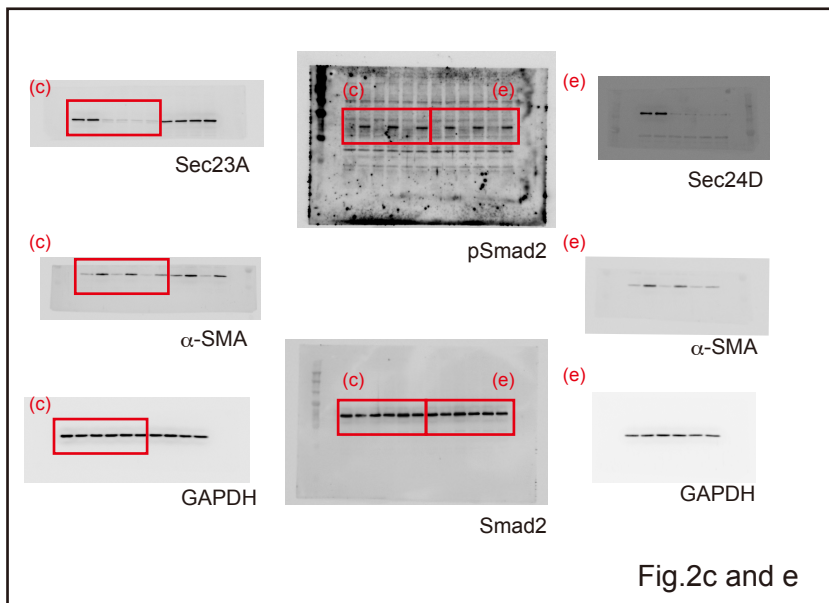 (c)
Sec23A
(c)
(e)
pSmad2
(e)
Sec24D
(c)
α-SMA
(e)
α-SMA
(c)
(e)
Smad2
(c)
GAPDH
(e)
GAPDH
Fig.2c and e